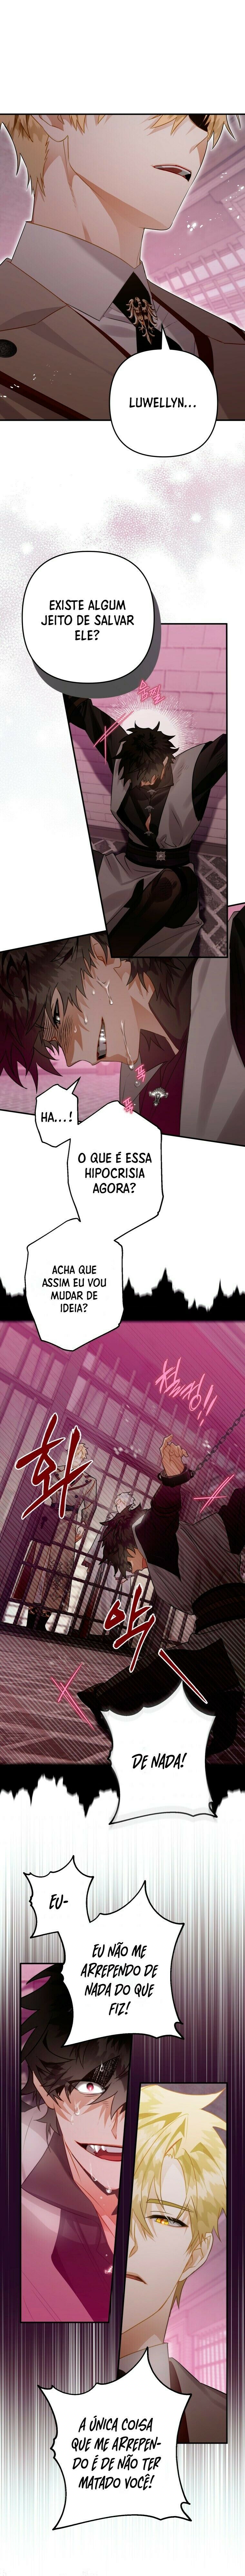 LUWELLYN...
EXISTE ALGUM
JEITO DE SALVAR
ELE?
HA...!
O QUE É ESSA
HIPOCRISIA
AGORA?
ACHA QUE
ASSIM EU VOU
MUDAR DE
IDEIA?
화
악
DE NADA!
EU-
EU NÃO ME
ARREPENDO DE
NADA DO QUE
FIZ!
A ÚNICA COISA
QUE ME ARREPEN-
DO É DE NÃO TER
MATADO VOCÊ!